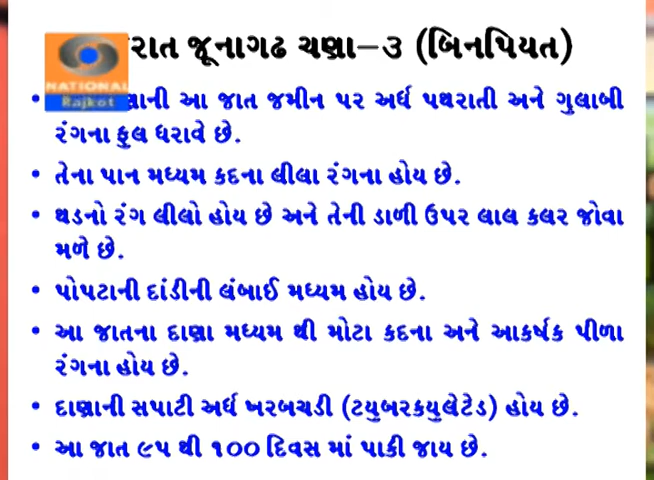 રાત જૂનાગઢ ચણા-૩ (બિનપિયત)
NATIONAL
Rajkot
• આ જાત જમીન પર અર્ધ પથરાતી અને ગુલાબી
રંગના ફુલ ધરાવે છે.
• તેના પાન મધ્યમ કદના લીલા રંગના હોય છે.
• થડનો રંગ લીલો હોય છે અને તેની ડાળી ઉપર લાલ કલર જોવા
મળે છે.
• પોપટાની દાંડીની લંબાઈ મધ્યમ હોય છે.
• આ જાતના દાણા મધ્યમ થી મોટા કદના અને આકર્ષક પીળા
રંગના હોય છે.
• દાણાની સપાટી અર્ધ ખરબચડી (ટયુબરકયુલેટેડ) હોય છે.
• આ જાત ૯૫ થી ૧૦૦ દિવસ માં પાકી જાય છે.